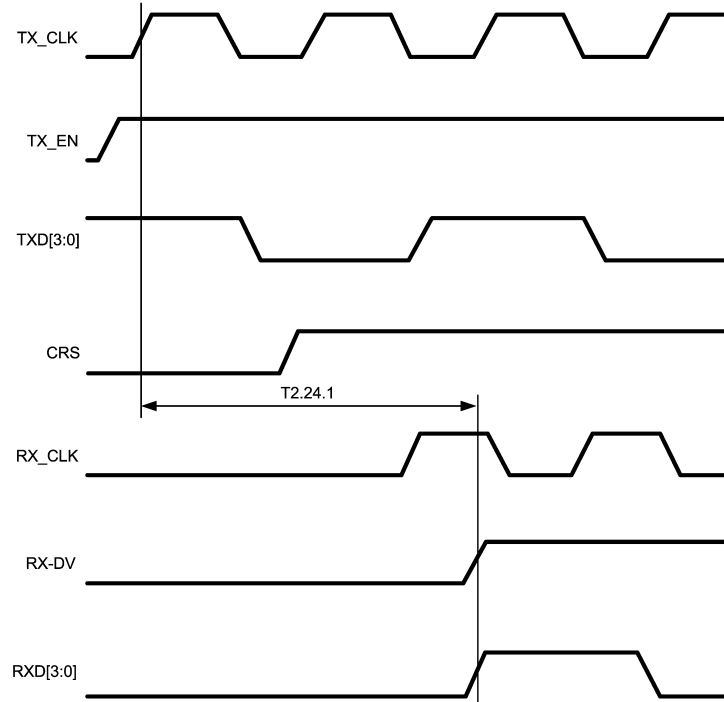 TX_CLK
TX_EN
TXD[3:0]
CRS
T2.24.1
RX_CLK
RX-DV
RXD[3:0]